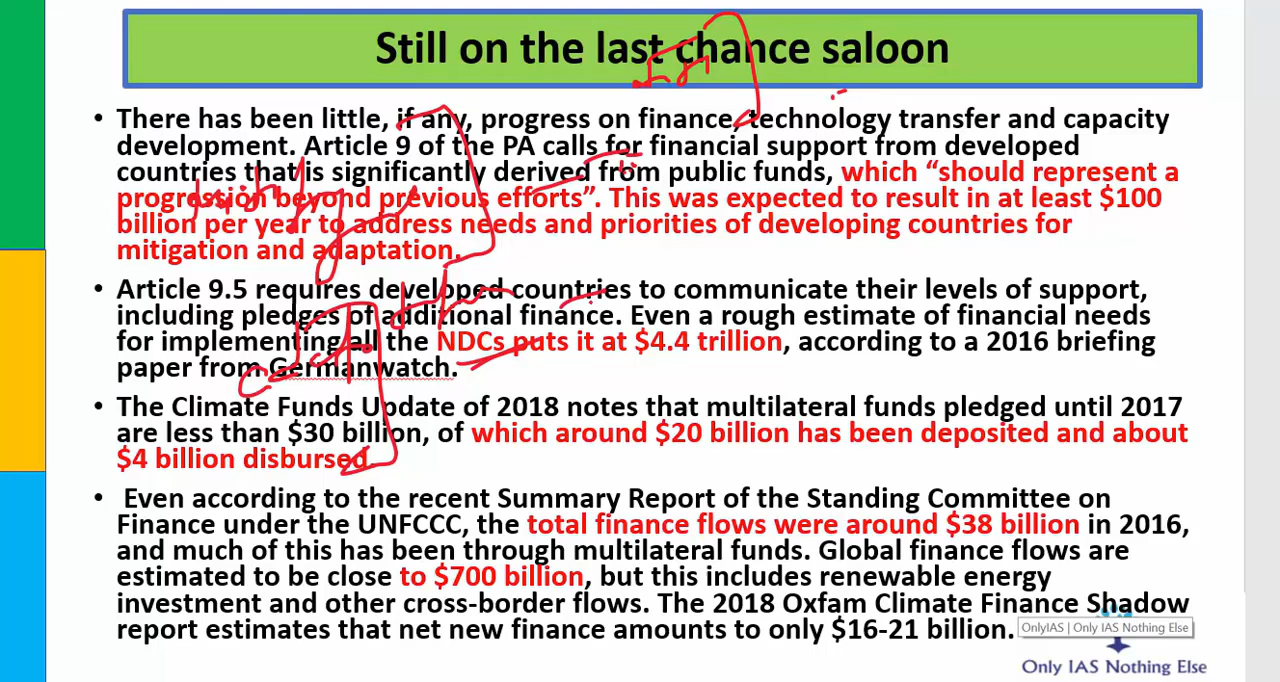 Still on the last chance saloon
• There has been little, if any, progress on finance, technology transfer and capacity
development. Article 9 of the PA calls for financial support from developed
countries that is significantly derived from public funds, which “should represent a
progression beyond previous efforts”. This was expected to result in at least $100
billion per year to address needs and priorities of developing countries for
mitigation and adaptation.
• Article 9.5 requires developed countries to communicate their levels of support,
including pledges of additional finance. Even a rough estimate of financial needs
for implementing all the NDCs puts it at $4.4 trillion, according to a 2016 briefing
paper from Germanwatch.
• The Climate Funds Update of 2018 notes that multilateral funds pledged until 2017
are less than $30 billion, of which around $20 billion has been deposited and about
$4 billion disbursed.
• Even according to the recent Summary Report of the Standing Committee on
Finance under the UNFCCC, the total finance flows were around $38 billion in 2016,
and much of this has been through multilateral funds. Global finance flows are
estimated to be close to $700 billion, but this includes renewable energy
investment and other cross-border flows. The 2018 Oxfam Climate Finance Shadow
report estimates that net new finance amounts to only $16-21 billion.
OnlyIAS | Only IAS Nothing Else
Only IAS Nothing Else